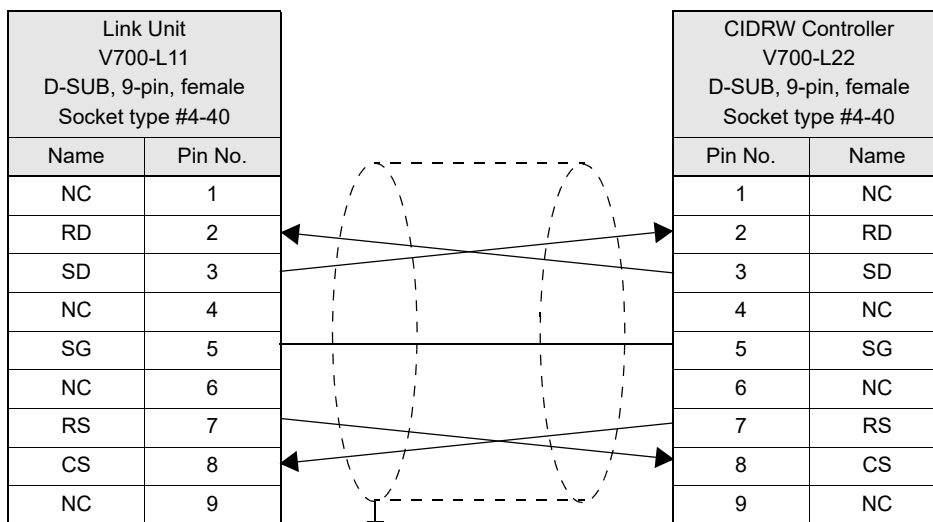 Link Unit
V700-L11
D-SUB, 9-pin, female
Socket type #4-40
Name Pin No.
NC 1
RD 2
SD 3
NC 4
SG 5
NC 6
RS 7
CS 8
NC 9
CIDRW Controller
V700-L22
D-SUB, 9-pin, female
Socket type #4-40
Pin No. Name
1 NC
2 RD
3 SD
4 NC
5 SG
6 NC
7 RS
8 CS
9 NC